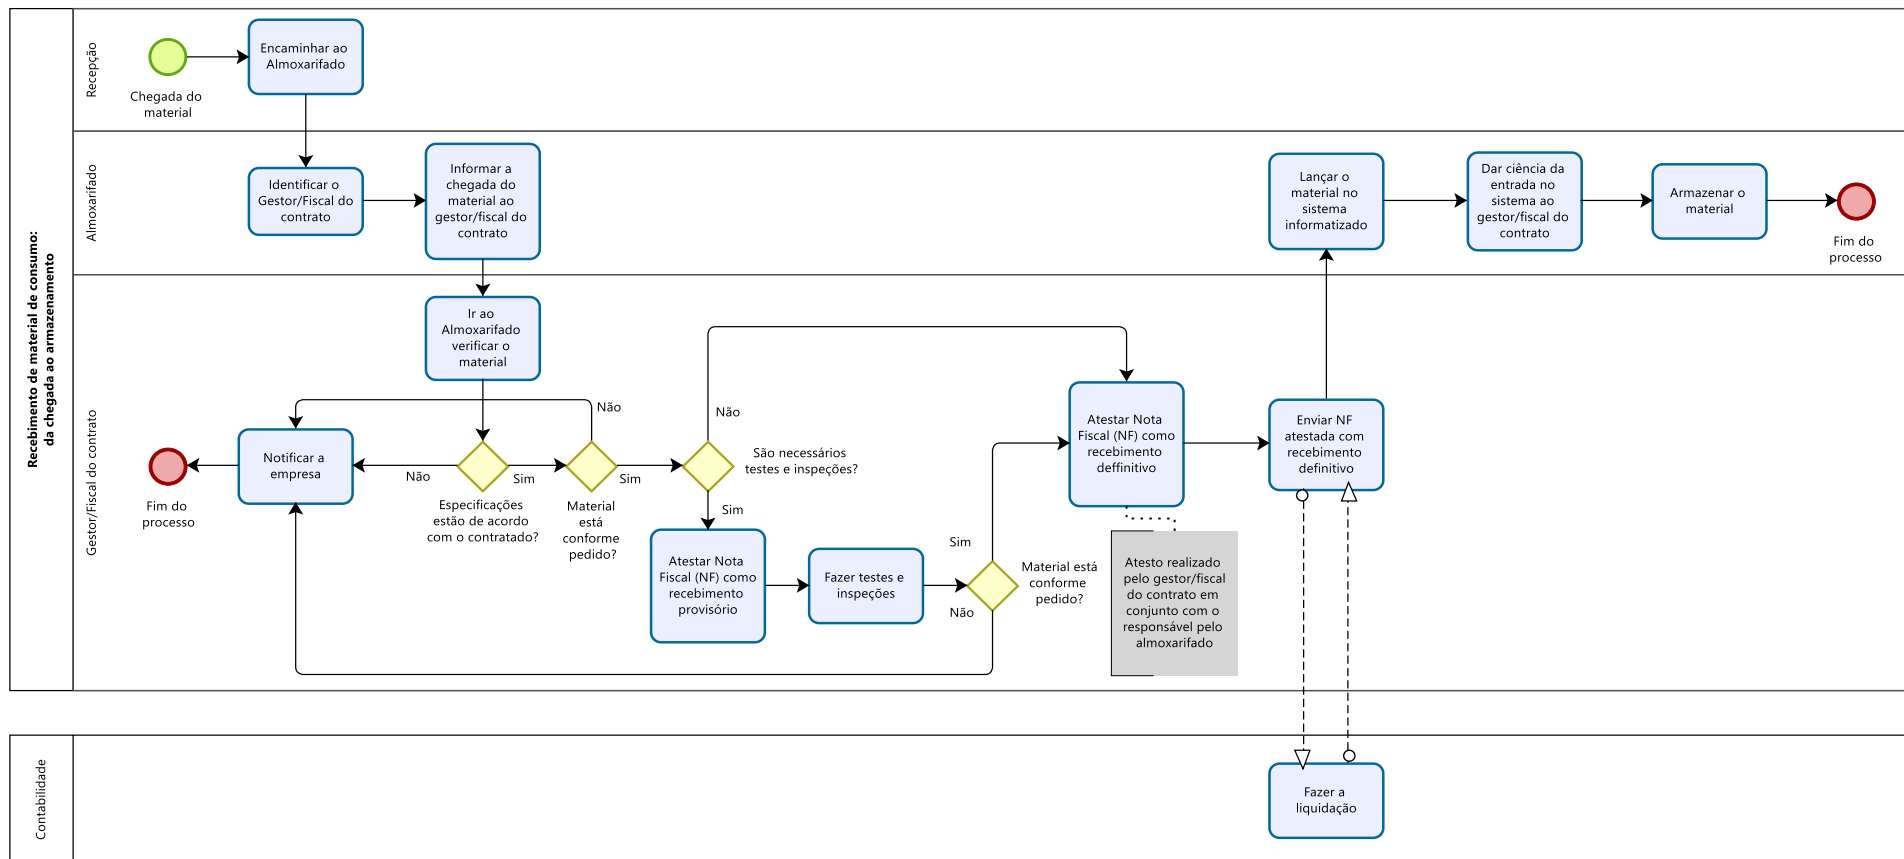 Recebimento de material de consumo:
da chegada ao armazenamento
Recepção
Chegada do
material
Encaminhar ao
Almoxarifado
Almoxarifado
Identificar o
Gestor/Fiscal do
contrato
Informar a
chegada do
material ao
gestor/fiscal do
contrato
Lançar o
material no
sistema
informatizado
Dar ciência da
entrada no
sistema ao
gestor/fiscal do
contrato
Armazenar o
material
Fim do
processo
Gestor/Fiscal do contrato
Ir ao
Almoxarifado
verificar o
material
Fim do
processo
Notificar a
empresa
Não
Especificações
estão de acordo
com o contratado?
Sim
Não
Material
está
conforme
pedido?
Sim
Não
São necessários
testes e inspeções?
Sim
Atestar Nota
Fiscal (NF) como
recebimento
provisório
Fazer testes e
inspeções
Sim
Não
Material está
conforme
pedido?
Atestar Nota
Fiscal (NF) como
recebimento
deffinitivo
Atesto realizado
pelo gestor/fiscal
do contrato em
conjunto com o
responsável pelo
almoxarifado
Enviar NF
atestada com
recebimento
definitivo
Contabilidade
Fazer a
liquidação